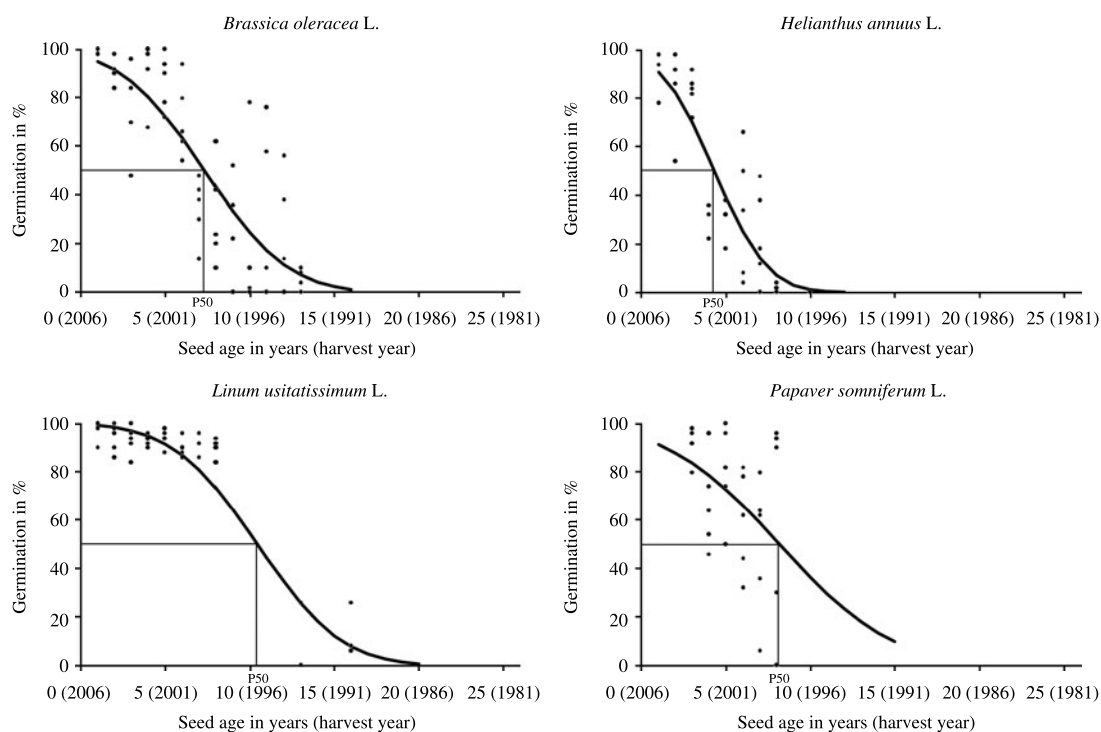 Brassica oleracea L.
Germination in %
100
80
60
40
20
0
P50
0 (2006) 5 (2001) 10 (1996) 15 (1991) 20 (1986) 25 (1981)
Seed age in years (harvest year)
Helianthus annuus L.
Germination in %
100
80
60
40
20
0
P50
0 (2006) 5 (2001) 10 (1996) 15 (1991) 20 (1986) 25 (1981)
Seed age in years (harvest year)
Linum usitatissimum L.
Germination in %
100
80
60
40
20
0
P50
0 (2006) 5 (2001) 10 (1996) 15 (1991) 20 (1986) 25 (1981)
Seed age in years (harvest year)
Papaver somniferum L.
Germination in %
100
80
60
40
20
0
P50
0 (2006) 5 (2001) 10 (1996) 15 (1991) 20 (1986) 25 (1981)
Seed age in years (harvest year)